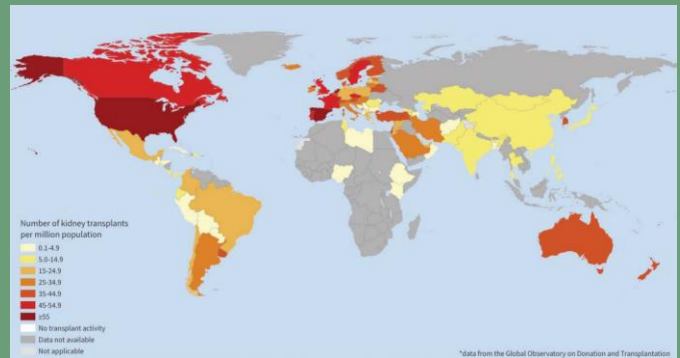 Number of kidney transplants
per million population
0.1-4.9
5.0-14.9
15-24.9
25-34.9
35-44.9
45-54.9
≥55
No transplant activity
Data not available
Not applicable
*data from the Global Observatory on Donation and Transplantation